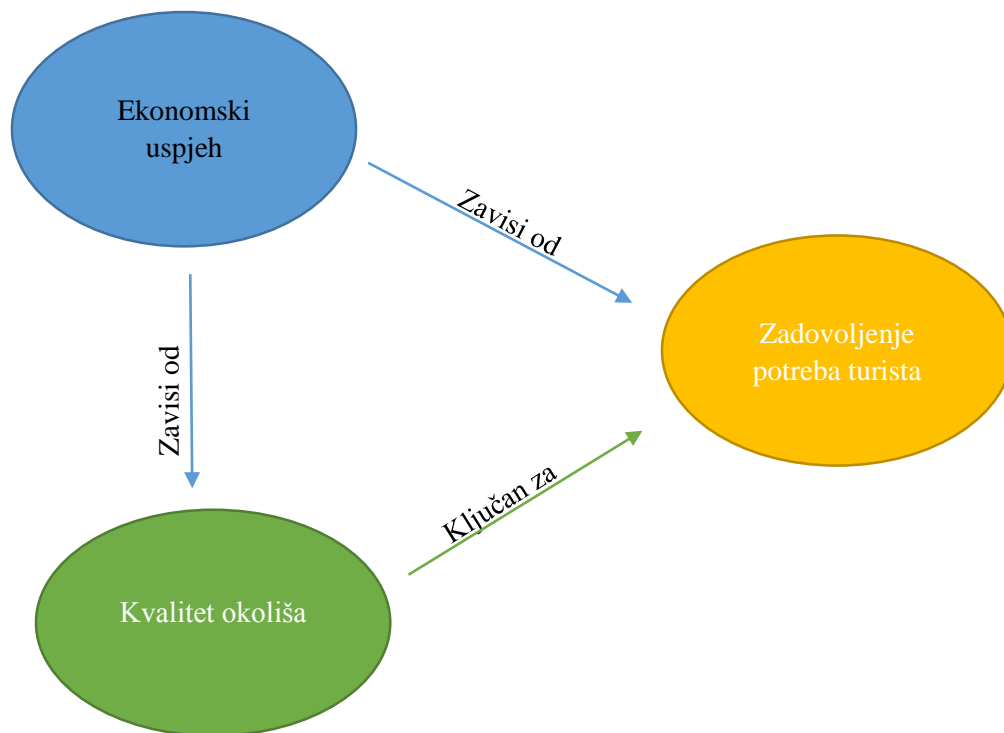 Ekonomski
uspjeh
Zavisi od
Zadovoljenje
potreba turista
Zavisi od
Ključan za
Kvalitet okoliša